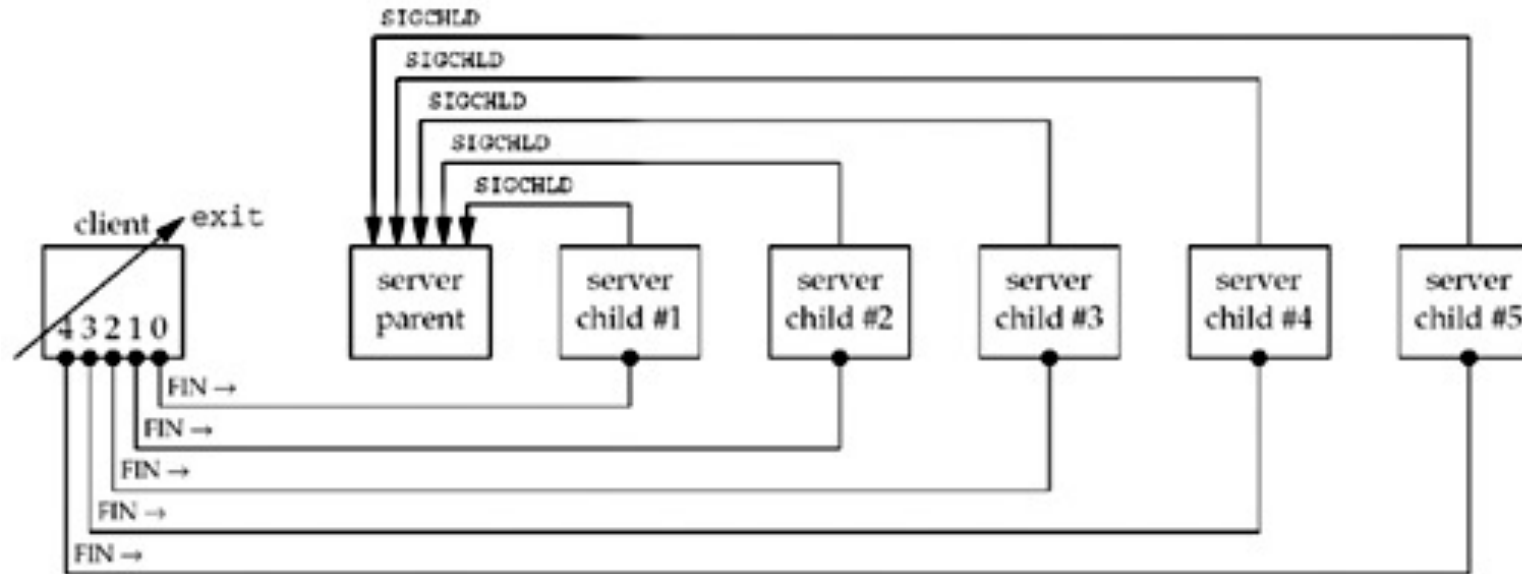 SIGCHLD
SIGCHLD
SIGCHLD
SIGCHLD
SIGCHLD
client
exit
4 3 2 1 0
server
parent
server
child #1
server
child #2
server
child #3
server
child #4
server
child #5
FIN →
FIN →
FIN →
FIN →
FIN →